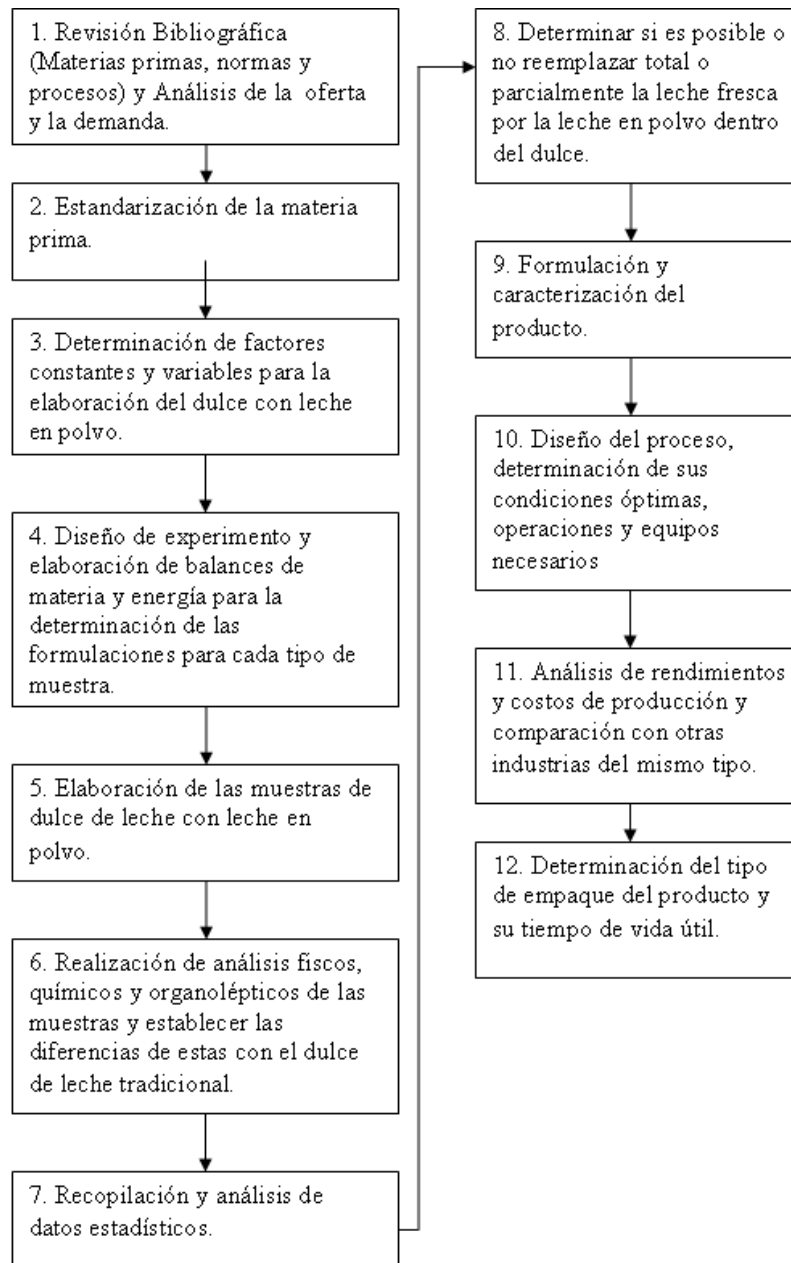 1. Revisión Bibliográfica
(Materias primas, normas y
procesos) y Análisis de la oferta
y la demanda.
2. Estandarización de la materia
prima.
3. Determinación de factores
constantes y variables para la
elaboración del dulce con leche
en polvo.
4. Diseño de experimento y
elaboración de balances de
materia y energía para la
determinación de las
formulaciones para cada tipo de
muestra.
5. Elaboración de las muestras de
dulce de leche con leche en
polvo.
6. Realización de análisis fiscos,
químicos y organolépticos de las
muestras y establecer las
diferencias de estas con el dulce
de leche tradicional.
7. Recopilación y análisis de
datos estadísticos.
8. Determinar si es posible o
no reemplazar total o
parcialmente la leche fresca
por la leche en polvo dentro
del dulce.
9. Formulación y
caracterización del
producto.
10. Diseño del proceso,
determinación de sus
condiciones óptimas,
operaciones y equipos
necesarios
11. Análisis de rendimientos
y costos de producción y
comparación con otras
industrias del mismo tipo.
12. Determinación del tipo
de empaque del producto y
su tiempo de vida útil.